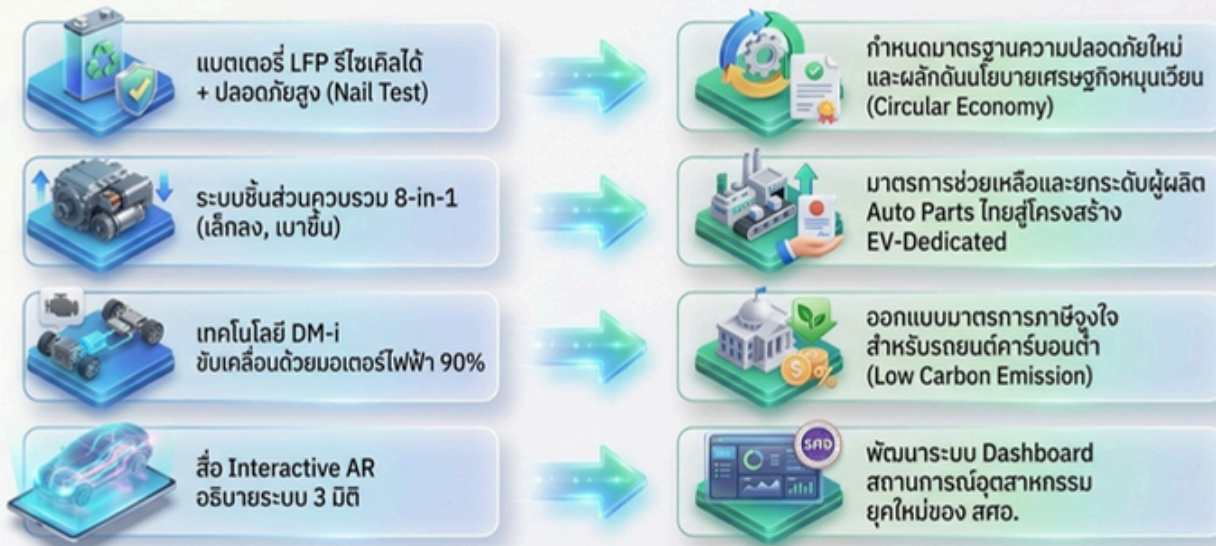 แบตเตอรี่ LFP รีไซเคิลได้
+ ปลอดภัยสูง (Nail Test)
กำหนดมาตรฐานความปลอดภัยใหม่
และผลักดันนโยบายเศรษฐกิจหมุนเวียน
(Circular Economy)
ระบบชิ้นส่วนควบรวม 8-in-1
(เล็กลง, เบาขึ้น)
มาตรการช่วยเหลือและยกระดับผู้ผลิต
Auto Parts ไทยสู่โครงสร้าง
EV-Dedicated
เทคโนโลยี DM-i
ขับเคลื่อนด้วยมอเตอร์ไฟฟ้า 90%
ออกแบบมาตรการภาษีจูงใจ
สำหรับรถยนต์คาร์บอนต่ำ
(Low Carbon Emission)
สื่อ Interactive AR
อธิบายระบบ 3 มิติ
พัฒนาระบบ Dashboard
สถานการณ์อุตสาหกรรม
ยุคใหม่ของ สศอ.